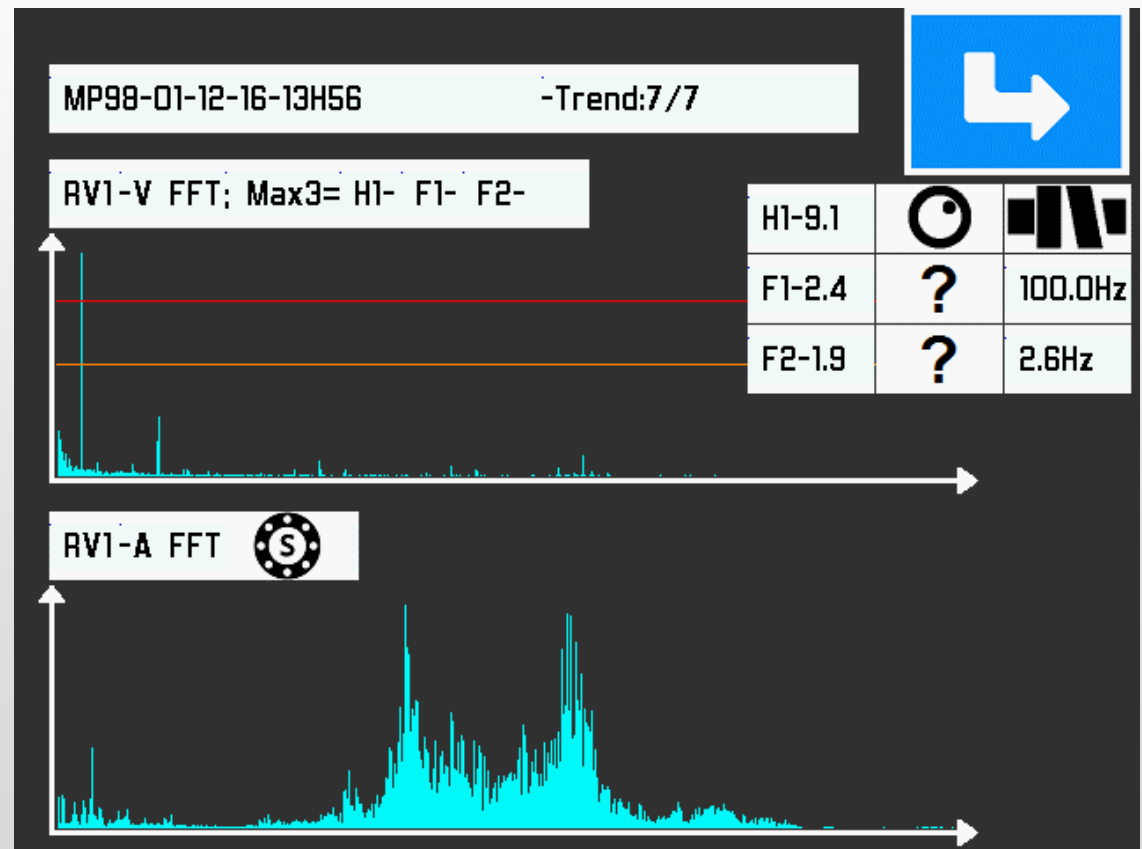 MP98-01-12-16-13H56 -Trend:7/7
RV1-V FFT; Max3= H1- F1- F2-
H1-9.1
F1-2.4 ? 100.0Hz
F2-1.9 ? 2.6Hz
RV1-A FFT S